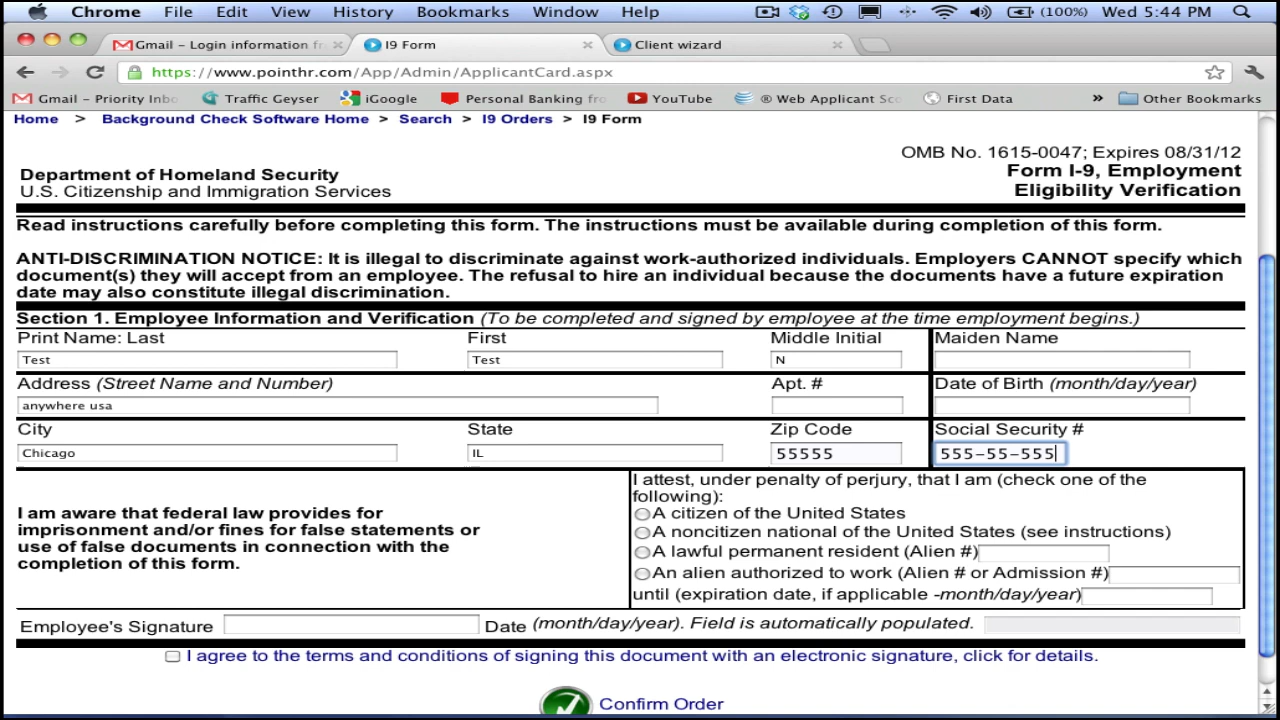 Chrome File Edit View History Bookmarks Window Help (100%) Wed 5:44 PM
Gmail – Login information fr I9 Form Client wizard
https://www.pointhr.com/App/Admin/ApplicantCard.aspx
Gmail – Priority Inbo Traffic Geyser iGoogle Personal Banking fro YouTube ® Web Applicant Sc First Data » Other Bookmarks
Home > Background Check Software Home > Search > I9 Orders > I9 Form
OMB No. 1615-0047; Expires 08/31/12
Department of Homeland Security Form I-9, Employment
U.S. Citizenship and Immigration Services Eligibility Verification
Read instructions carefully before completing this form. The instructions must be available during completion of this form.
ANTI-DISCRIMINATION NOTICE: It is illegal to discriminate against work-authorized individuals. Employers CANNOT specify which
document(s) they will accept from an employee. The refusal to hire an individual because the documents have a future expiration
date may also constitute illegal discrimination.
Section 1. Employee Information and Verification (To be completed and signed by employee at the time employment begins.)
Print Name: Last First Middle Initial Maiden Name
Test Test N
Address (Street Name and Number) Apt. # Date of Birth (month/day/year)
anywhere usa
City State Zip Code Social Security #
Chicago IL 55555 555-55-555
I attest, under penalty of perjury, that I am (check one of the
following):
I am aware that federal law provides for
imprisonment and/or fines for false statements or
use of false documents in connection with the
completion of this form.
A citizen of the United States
A noncitizen national of the United States (see instructions)
A lawful permanent resident (Alien #)
An alien authorized to work (Alien # or Admission #)
until (expiration date, if applicable -month/day/year)
Employee's Signature Date (month/day/year). Field is automatically populated.
I agree to the terms and conditions of signing this document with an electronic signature, click for details.
Confirm Order